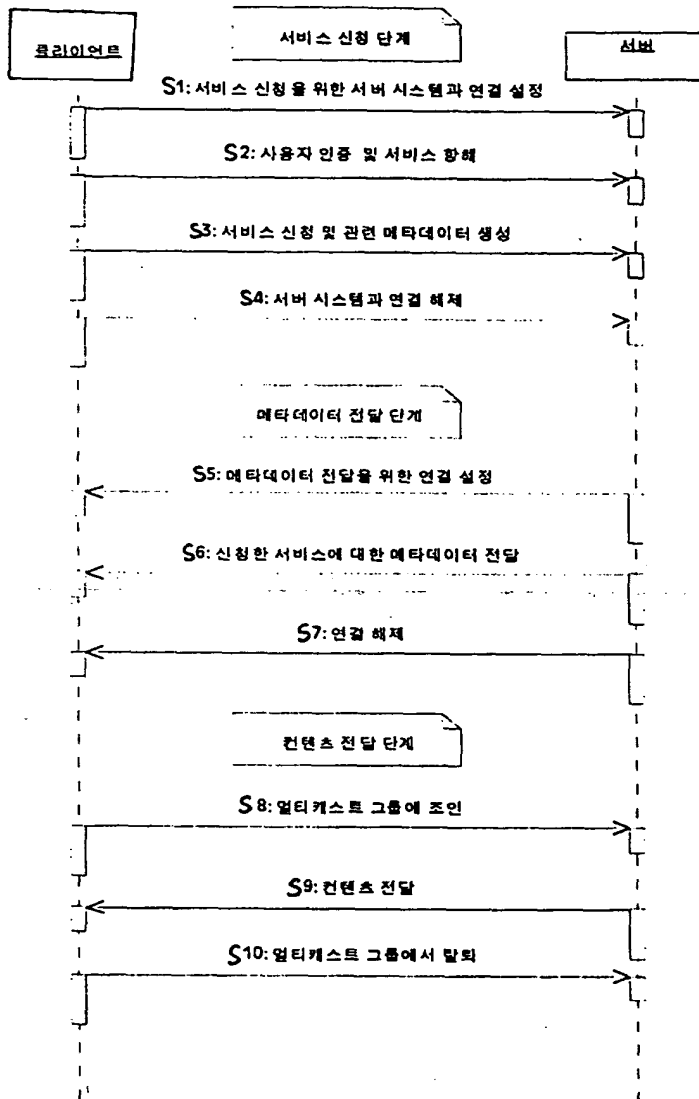 클라이언트
서비스 신청 단계
서버
S1: 서비스 신청을 위한 서버 시스템과 연결 설정
S2: 사용자 인증 및 서비스 항해
S3: 서비스 신청 및 관련 메타데이터 생성
S4: 서버 시스템과 연결 해제
메타데이터 전달 단계
S5: 메타데이터 전달을 위한 연결 설정
S6: 신청한 서비스에 대한 메타데이터 전달
S7: 연결 해제
컨텐츠 전달 단계
S8: 멀티캐스트 그룹에 조인
S9: 컨텐츠 전달
S10: 멀티캐스트 그룹에서 탈퇴